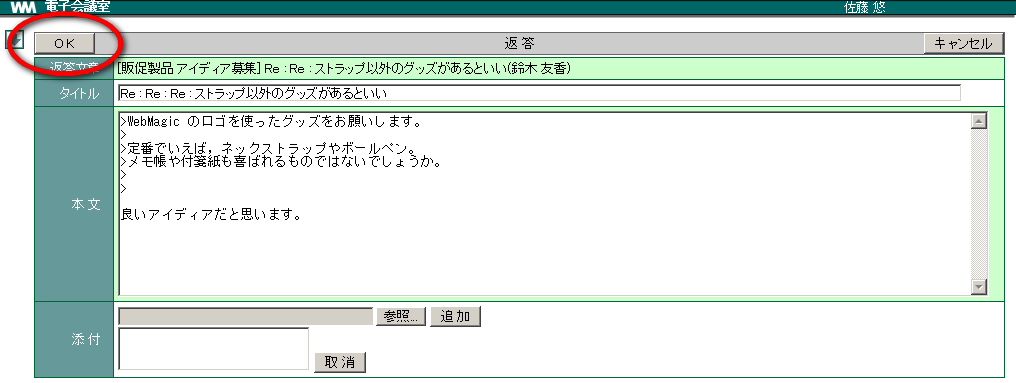 WM 電子会議室 佐藤 悠
OK 返答 キャンセル
返答文章 [販促製品 アイディア募集] Re：Re：ストラップ以外のグッズがあるといい(鈴木 友香)
タイトル Re：Re：Re：ストラップ以外のグッズがあるといい
>WebMagic のロゴを使ったグッズをお願いします。
>
>定番でいえば，ネックストラップやボールペン。
>メモ帳や付箋紙も喜ばれるものではないでしょうか。
>
>
本文
良いアイディアだと思います。
参照... 追加
添付
取消